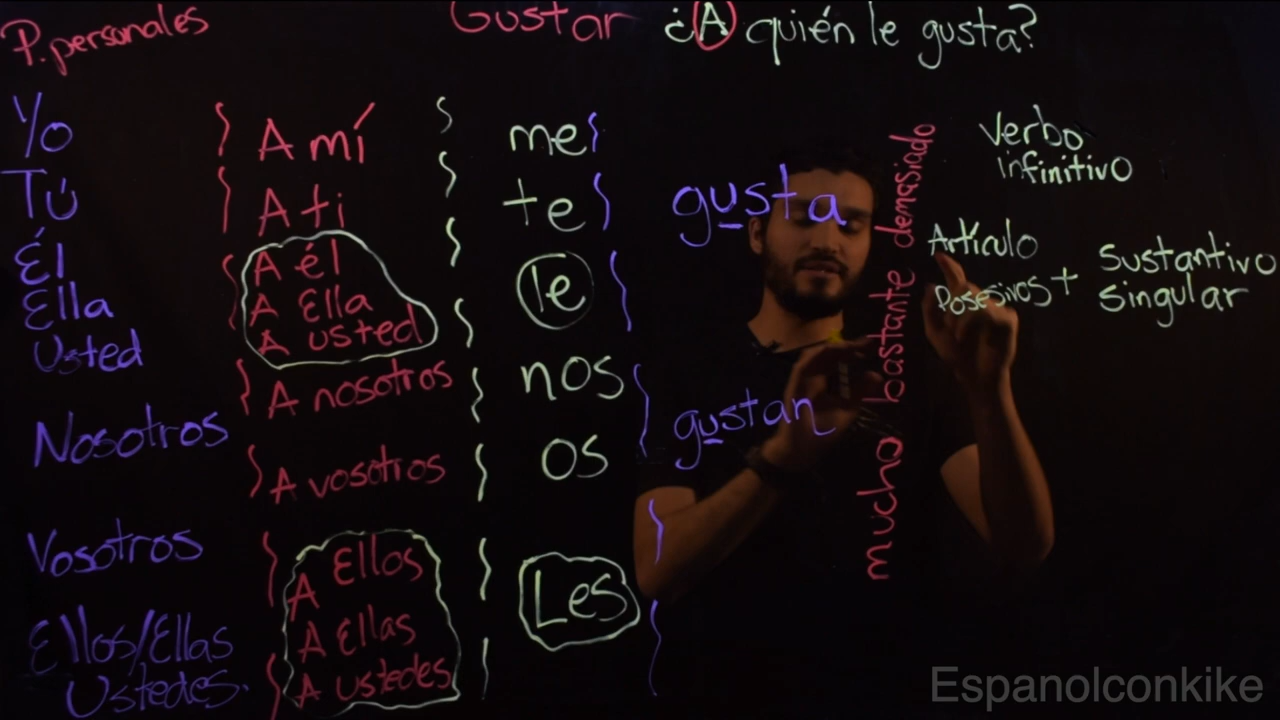 P. personales
Gustar
¿A quién le gusta?
Yo
Tú
Él
Ella
Usted
Nosotros
Vosotros
Ellos/Ellas
Ustedes.
A mí
A ti
A él
A Ella
A usted
A nosotros
A vosotros
A Ellos
A Ellas
A ustedes
me
te
le
nos
os
Les
gusta
gustan
mucho bastante demasiado
Verbo
infinitivo
Artículo
Posesivos +
sustantivo
singular
Espanolconkike